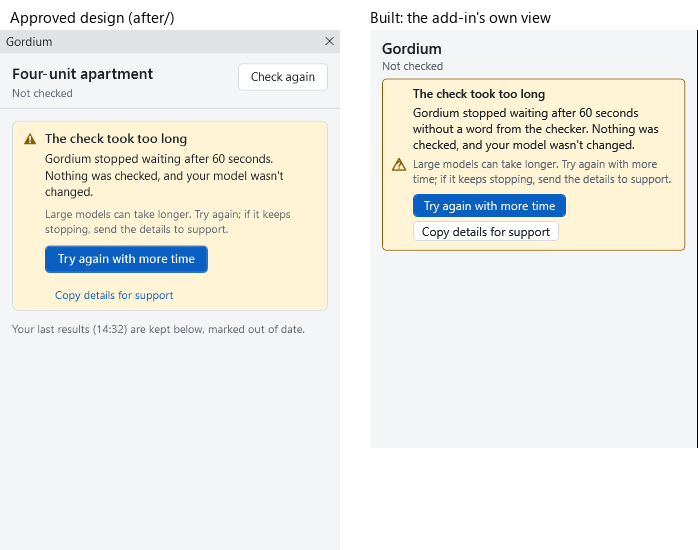 Approved design (after/)
Gordium
Four-unit apartment
Not checked
Check again
The check took too long
Gordium stopped waiting after 60 seconds.
Nothing was checked, and your model wasn't
changed.
Large models can take longer. Try again; if it keeps
stopping, send the details to support.
Try again with more time
Copy details for support
Your last results (14:32) are kept below, marked out of date.
Built: the add-in's own view
Gordium
Not checked
The check took too long
Gordium stopped waiting after 60 seconds
without a word from the checker. Nothing was
checked, and your model wasn't changed.
Large models can take longer. Try again with more
time; if it keeps stopping, send the details to support.
Try again with more time
Copy details for support